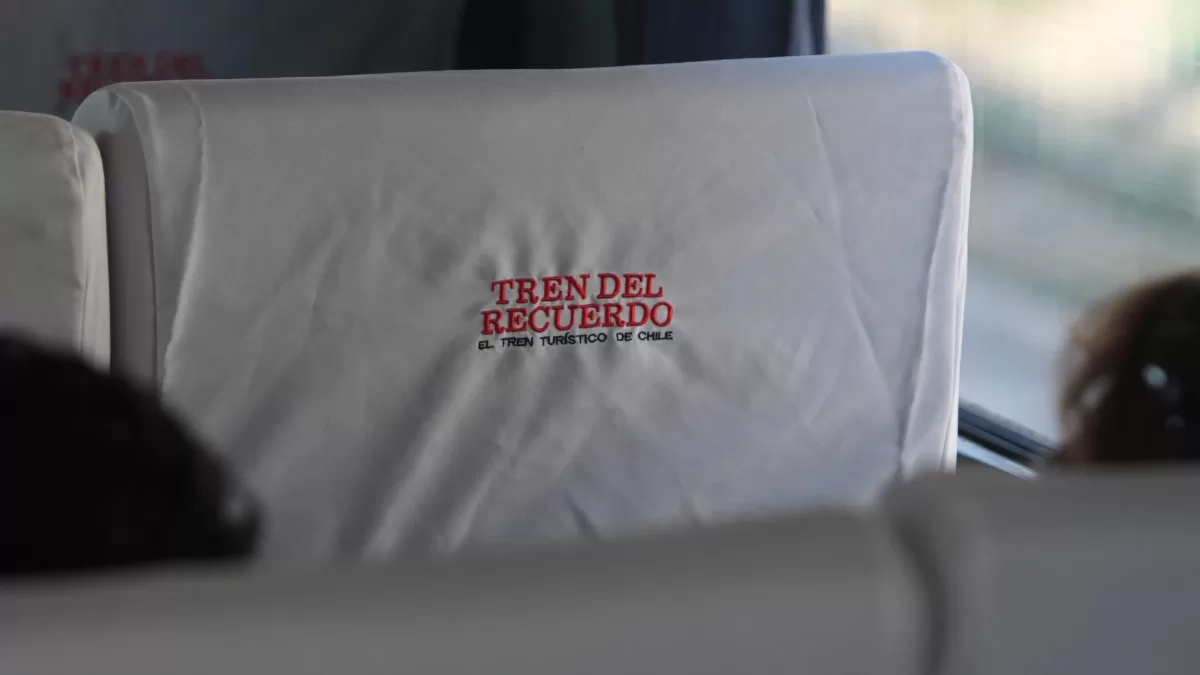 TREN DEL
RECUERDO
EL TREN TURÍSTICO DE CHILE